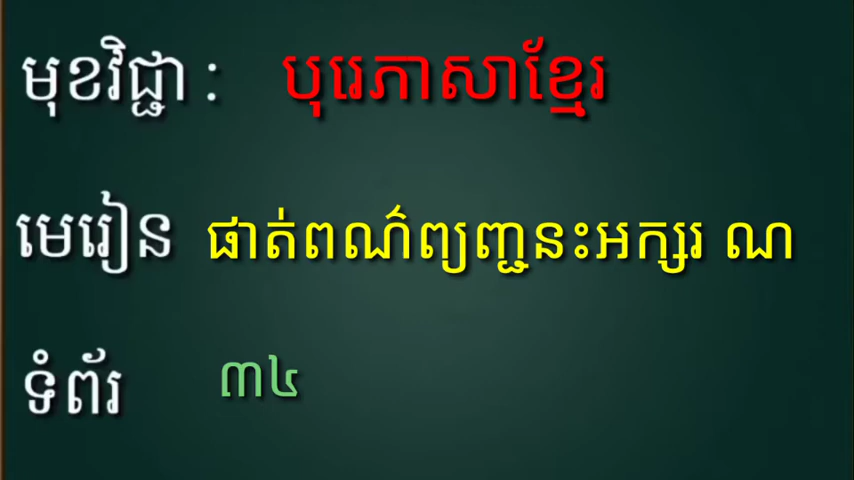 មុខវិជ្ជា : បុរេភាសាខ្មែរ
មេរៀន ផាត់ពណ៌ព្យញ្ជនះអក្សរ ណ
ទំព័រ ៣៤